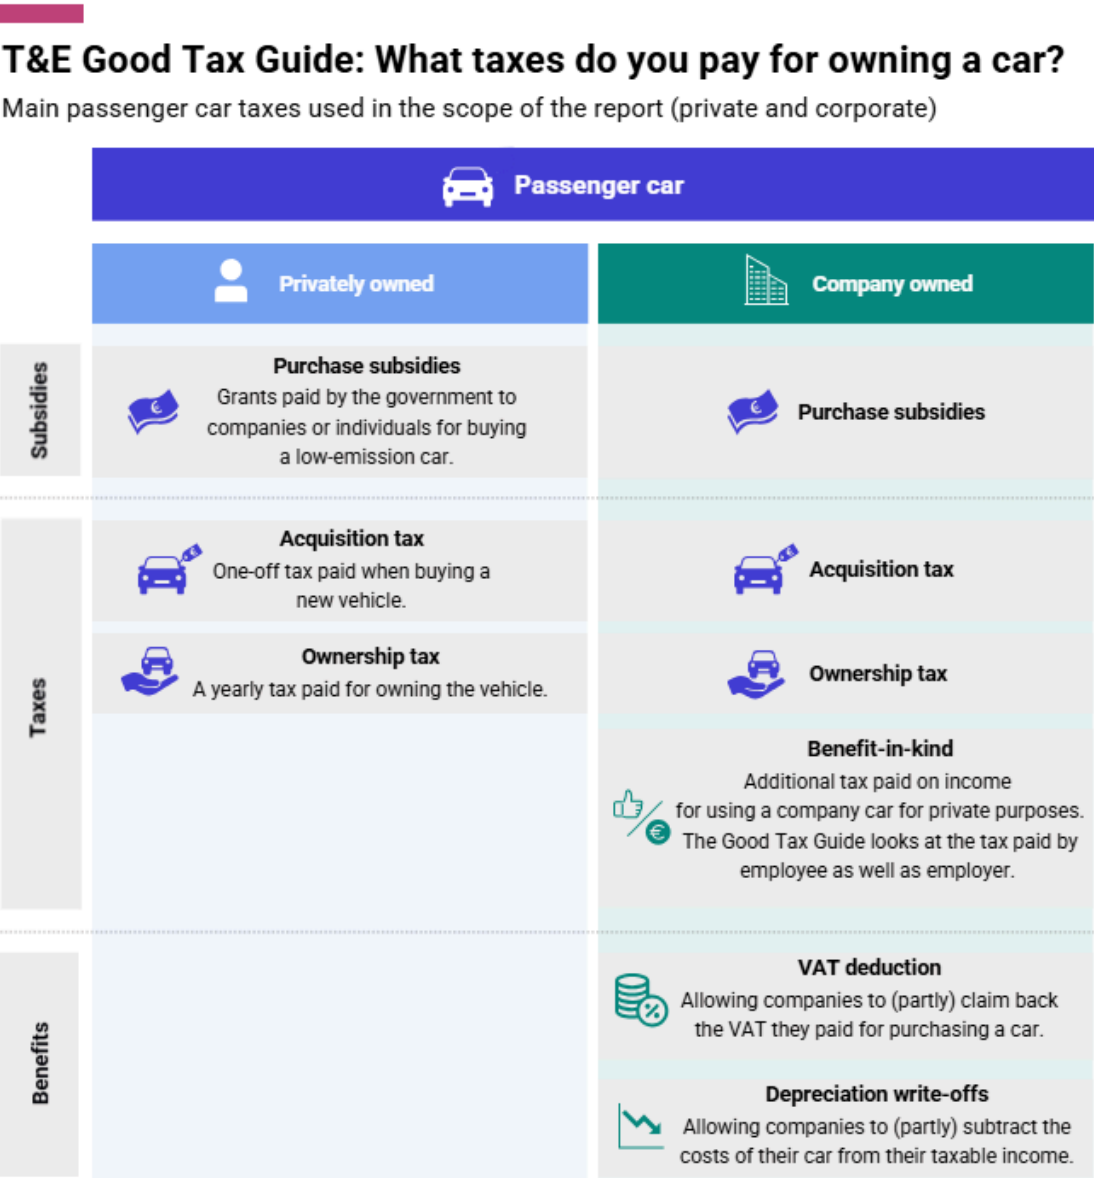 T&E Good Tax Guide: What taxes do you pay for owning a car?
Main passenger car taxes used in the scope of the report (private and corporate)
Passenger car
Privately owned
Company owned
Subsidies
Purchase subsidies
Grants paid by the government to
companies or individuals for buying
a low-emission car.
Purchase subsidies
Taxes
Acquisition tax
One-off tax paid when buying a
new vehicle.
Acquisition tax
Ownership tax
A yearly tax paid for owning the vehicle.
Ownership tax
Benefit-in-kind
Additional tax paid on income
for using a company car for private purposes.
The Good Tax Guide looks at the tax paid by
employee as well as employer.
Benefits
VAT deduction
Allowing companies to (partly) claim back
the VAT they paid for purchasing a car.
Depreciation write-offs
Allowing companies to (partly) subtract the
costs of their car from their taxable income.